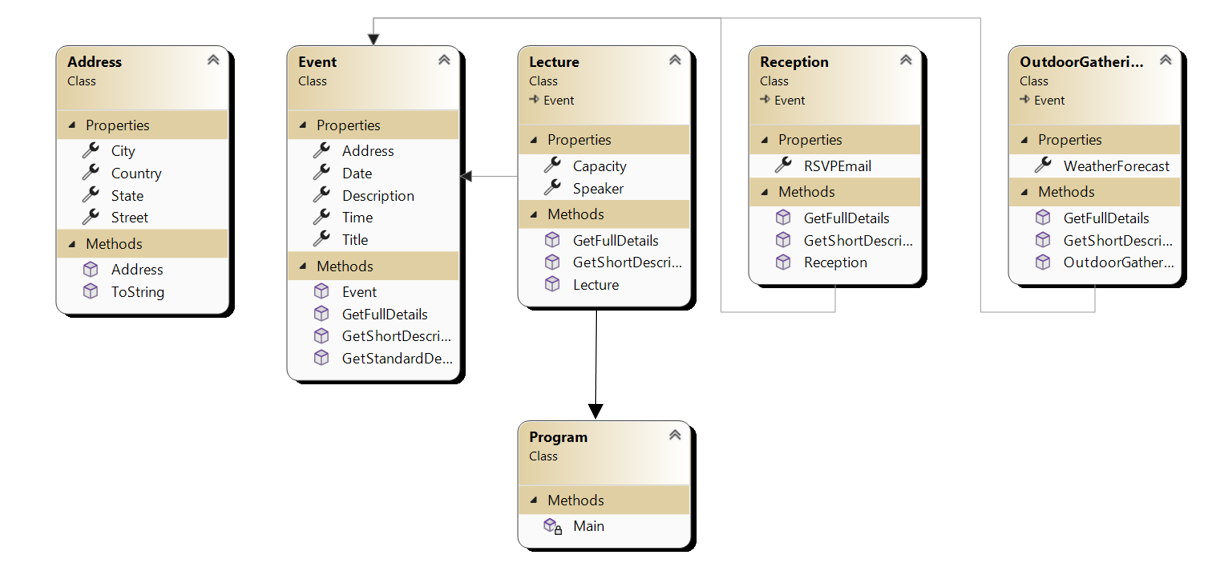 Address
Class
Properties
City
Country
State
Street
Methods
Address
ToString
Event
Class
Properties
Address
Date
Description
Time
Title
Methods
Event
GetFullDetails
GetShortDescri...
GetStandardDe...
Lecture
Class
Event
Properties
Capacity
Speaker
Methods
GetFullDetails
GetShortDescri...
Lecture
Reception
Class
Event
Properties
RSVPEmail
Methods
GetFullDetails
GetShortDescri...
Reception
OutdoorGatheri...
Class
Event
Properties
WeatherForecast
Methods
GetFullDetails
GetShortDescri...
OutdoorGather...
Program
Class
Methods
Main